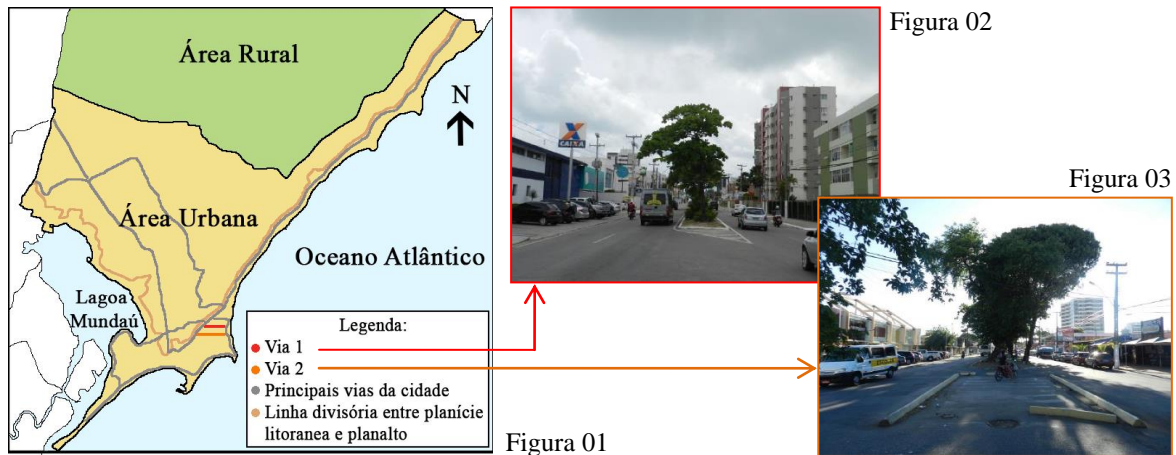 Área Rural
N
Área Urbana
Oceano Atlântico
Lagoa
Mundaú
Legenda:
Via 1
Via 2
Principais vias da cidade
Linha divisória entre planície
litoranea e planalto
Figura 01
Figura 02
CAIXA
Figura 03